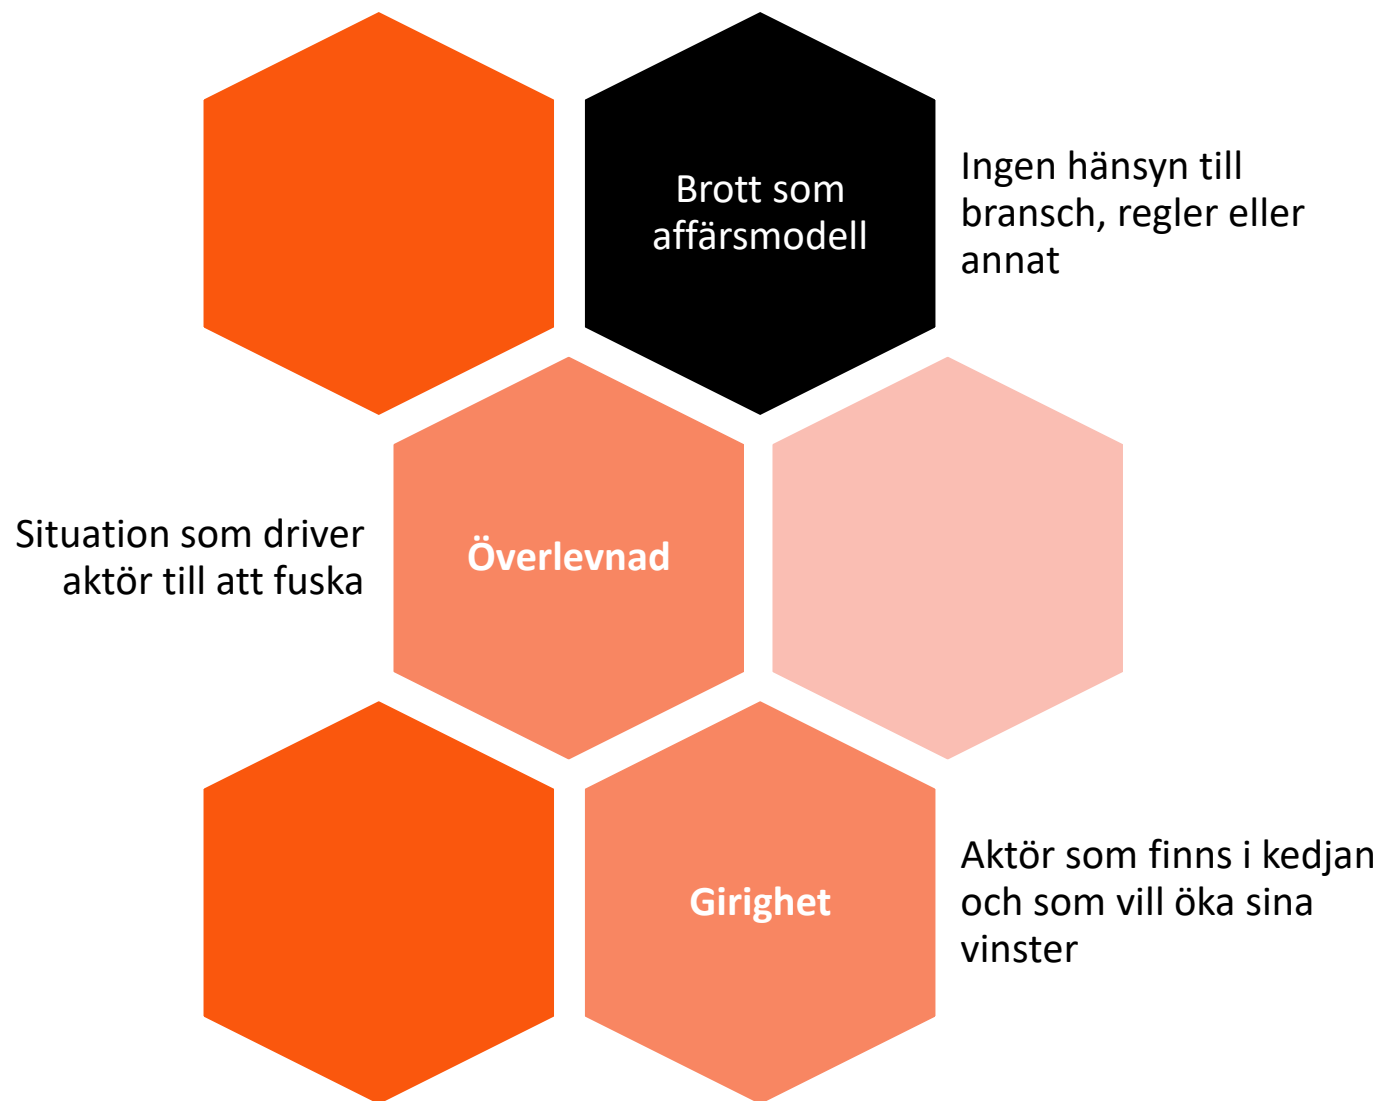 Brott som
affärsmodell
Ingen hänsyn till
bransch, regler eller
annat
Situation som driver
aktör till att fuska
Överlevnad
Girighet
Aktör som finns i kedjan
och som vill öka sina
vinster